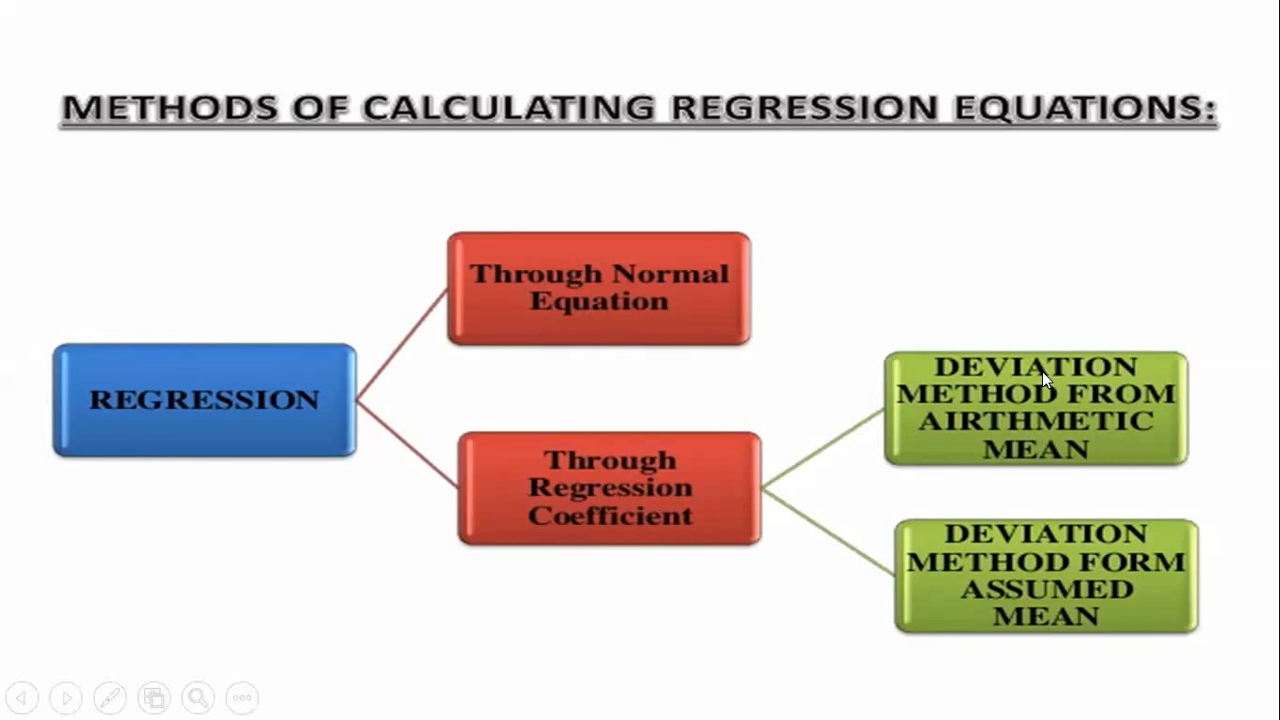 METHODS OF CALCULATING REGRESSION EQUATIONS:
Through Normal
Equation
REGRESSION
Through
Regression
Coefficient
DEVIATION
METHOD FROM
AIRTHMETIC
MEAN
DEVIATION
METHOD FORM
ASSUMED
MEAN